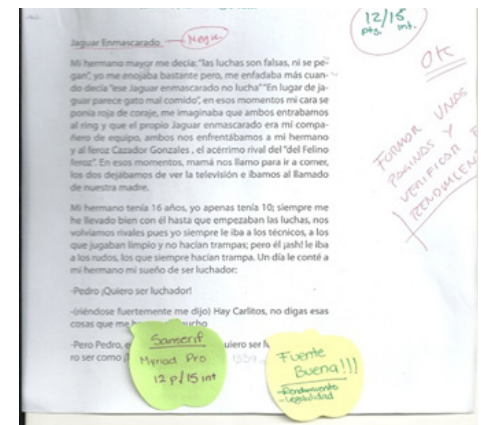 12/15
pts. int.
Jaguar Enmascarado
Negra
OK
Mi hermano mayor me decía: "las luchas son falsas, ni se pe-
gan", yo me enojaba bastante pero, me enfadaba más cuan-
do decía "ese Jaguar enmascarado no lucha" "En lugar de ja-
guar parece gato mal comido", en esos momentos mi cara se
ponía roja de coraje, me imaginaba que ambos entrabamos
al ring y que el propio Jaguar enmascarado era mi compa-
ñero de equipo, ambos nos enfrentábamos a mi hermano
y al feroz Cazador Gonzales , el acérrimo rival del "del Felino
feroz". En esos momentos, mamá nos llamo para ir a comer,
los dos dejábamos de ver la televisión e íbamos al llamado
de nuestra madre.
FORMAR UNAS
PAGINAS Y
VERIFICAR E
RENDIMIEN
Mi hermano tenía 16 años, yo apenas tenía 10; siempre me
he llevado bien con él hasta que empezaban las luchas, nos
volvíamos rivales pues yo siempre le iba a los técnicos, a los
que jugaban limpio y no hacían trampas; pero él ¡ash! le iba
a los rudos, los que siempre hacían trampa. Un día le conté a
mi hermano mi sueño de ser luchador:
-Pedro ¡Quiero ser luchador!
-(riéndose fuertemente me dijo) Hay Carlitos, no digas esas
cosas que me ucho
-Pero Pedro, e uiero ser lu
ro ser como ¡
Sanserif
Myriad Pro
12 p/15 int
Fuente
Buena!!!
-Rendimiento
-Legibilidad